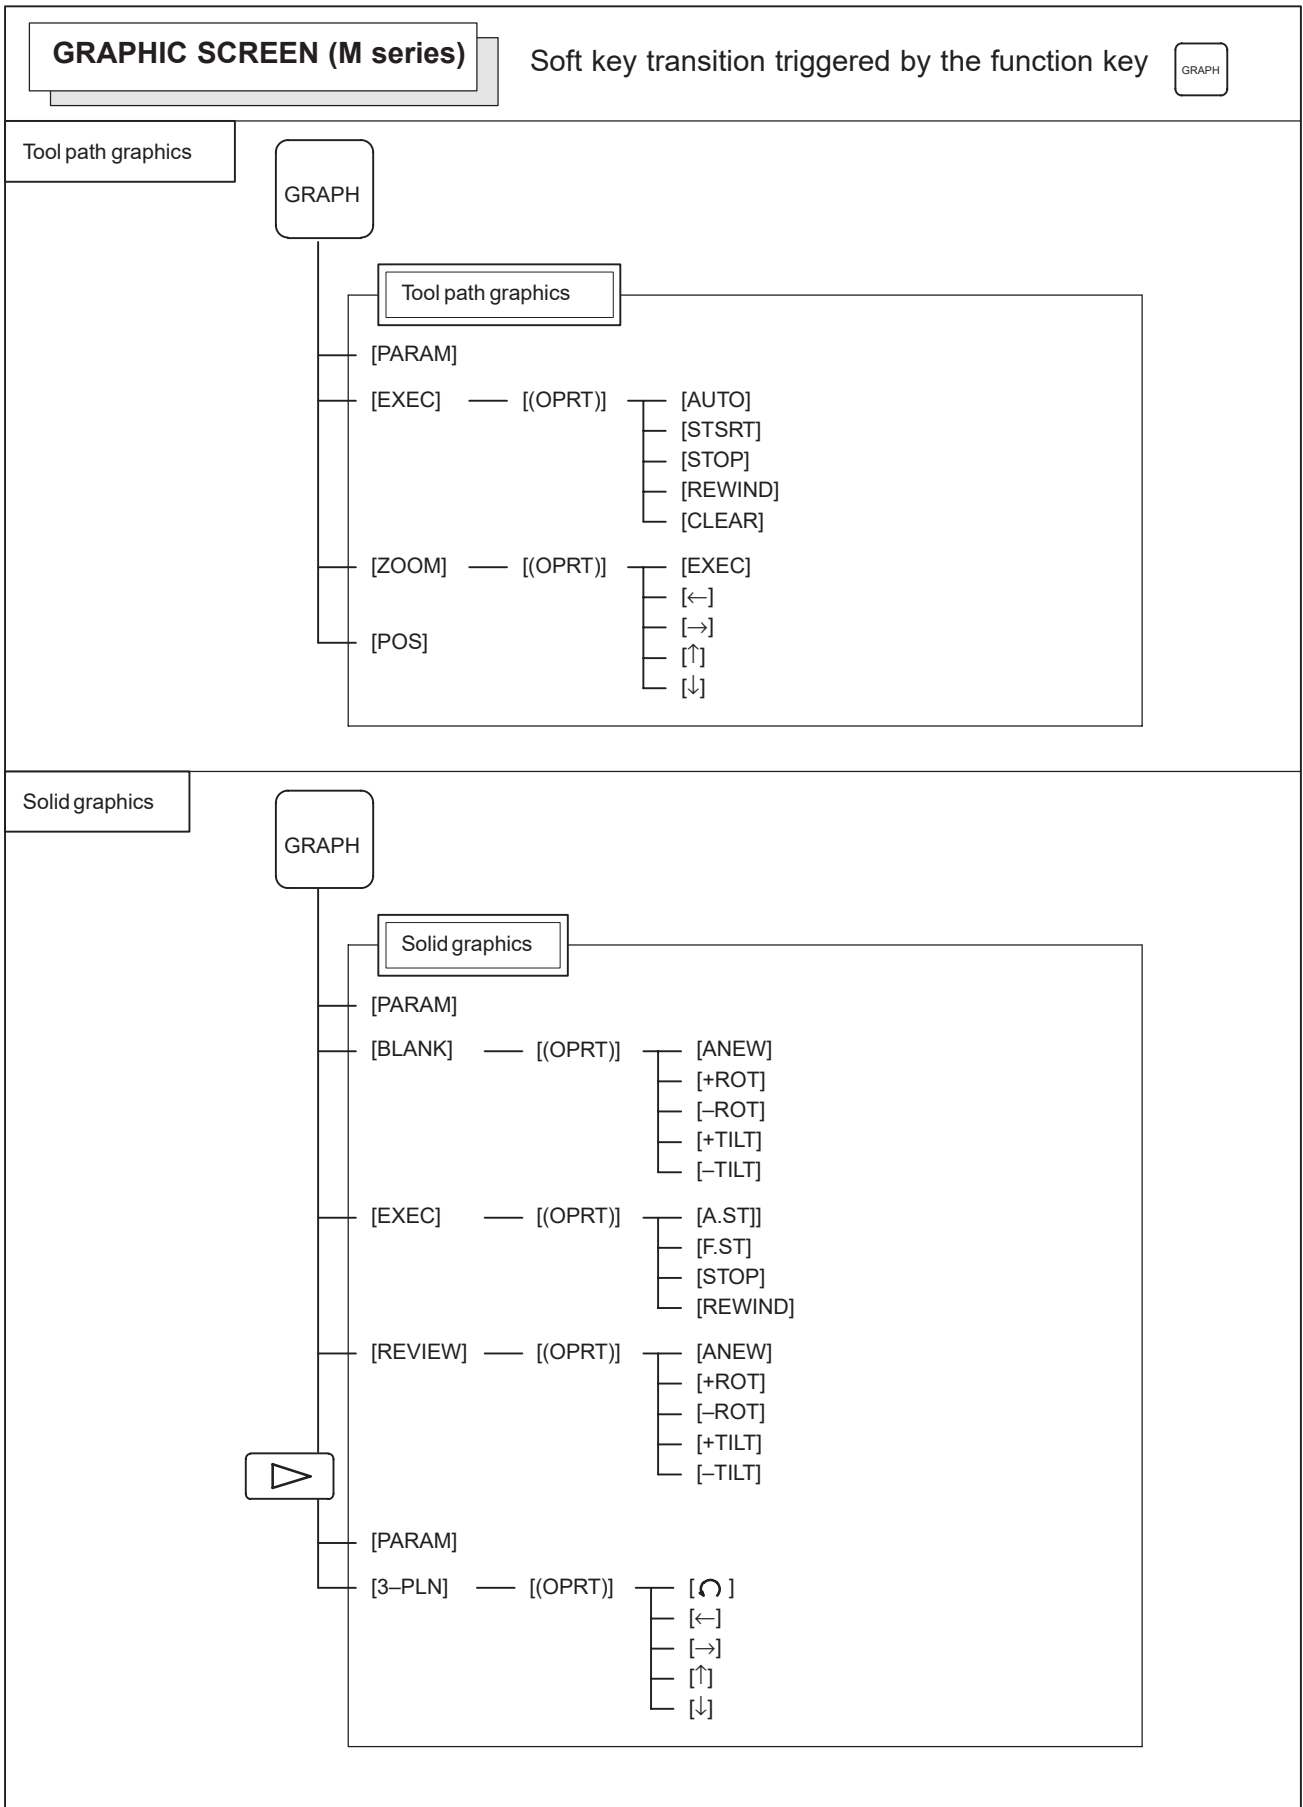 GRAPHIC SCREEN (M series) Soft key transition triggered by the function key GRAPH
Tool path graphics
GRAPH
Tool path graphics
[PARAM]
[EXEC] [(OPRT)] [AUTO]
[STSRT]
[STOP]
[REWIND]
[CLEAR]
[ZOOM] [(OPRT)] [EXEC]
[←]
[→]
[POS]
[↑]
[↓]
Solid graphics
GRAPH
Solid graphics
[PARAM]
[BLANK] [(OPRT)] [ANEW]
[+ROT]
[–ROT]
[+TILT]
[–TILT]
[EXEC] [(OPRT)] [A.ST]]
[F.ST]
[STOP]
[REWIND]
[REVIEW] [(OPRT)] [ANEW]
[+ROT]
[–ROT]
[+TILT]
[–TILT]
[PARAM]
[3–PLN] [(OPRT)] [ ]
[←]
[→]
[↑]
[↓]